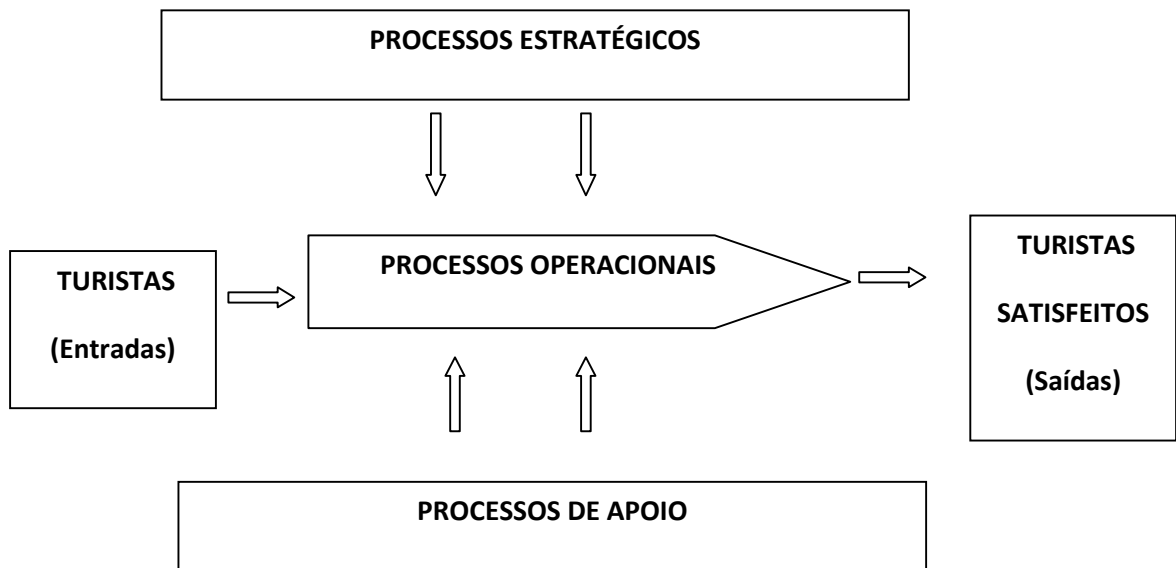 PROCESSOS ESTRATÉGICOS
TURISTAS
(Entradas)
PROCESSOS OPERACIONAIS
TURISTAS
SATISFEITOS
(Saídas)
PROCESSOS DE APOIO